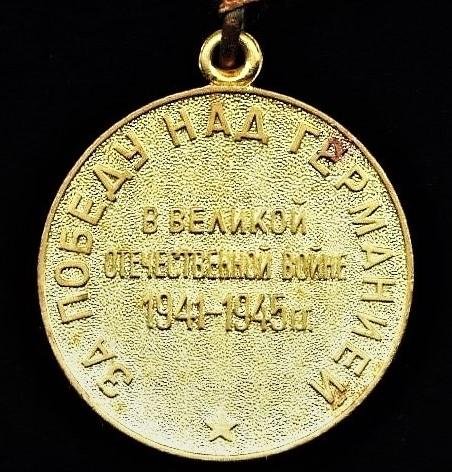 ЗА ПОБЕДУ НАД ГЕРМАНИЕЙ
В ВЕЛИКОЙ
ОТЕЧЕСТВЕННОЙ ВОЙНЕ
1941-1945 гг